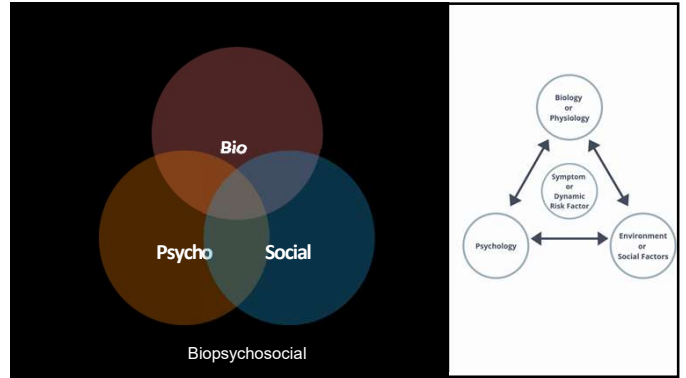 Bio
Psycho
Social
Biopsychosocial
Biology
or
Physiology
Symptom
or
Dynamic
Risk Factor
Psychology
Environment
or
Social Factors